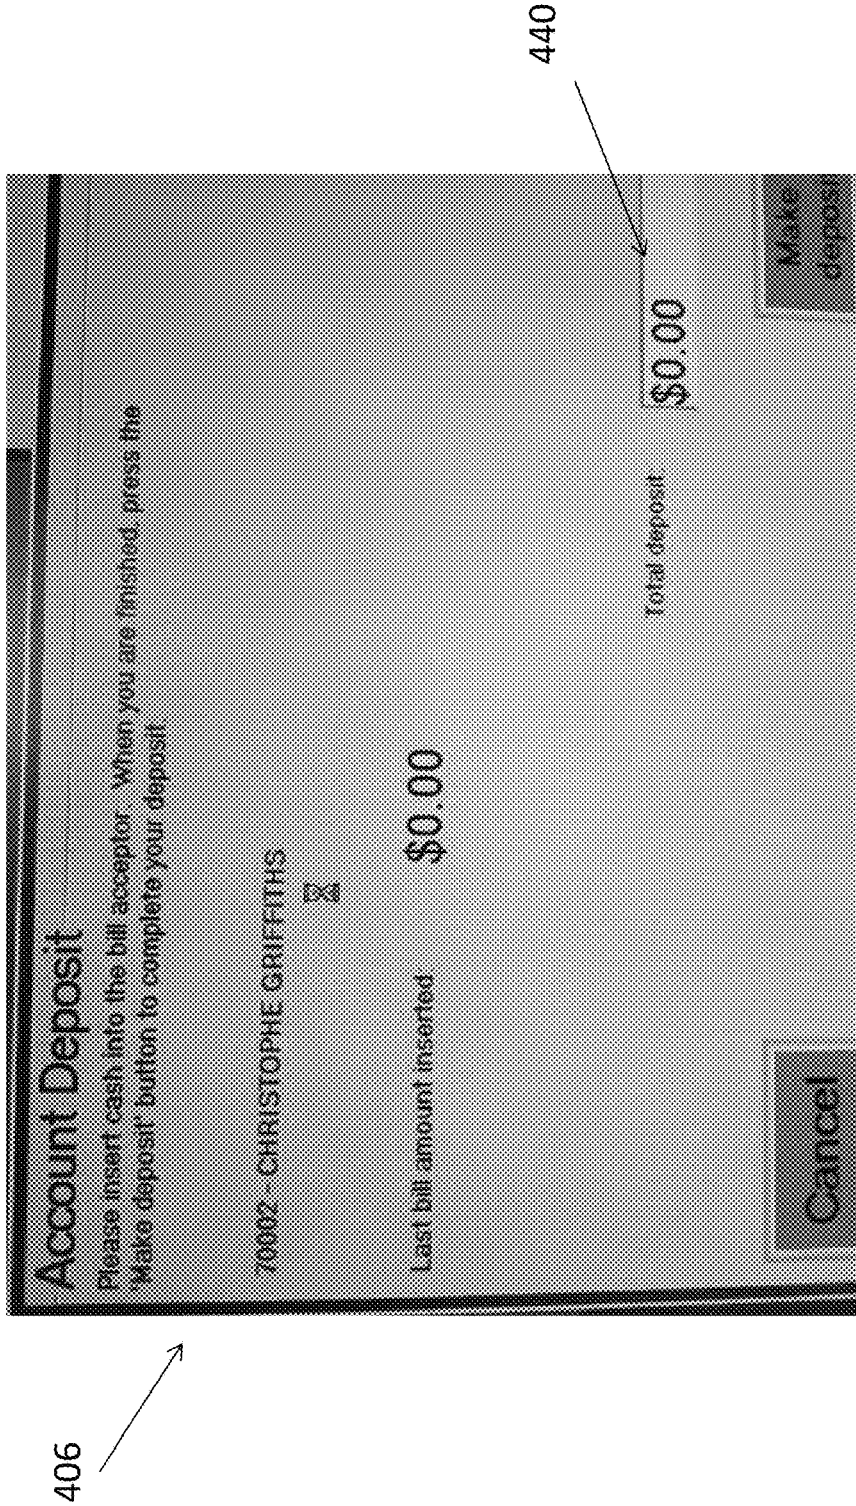 406
440
Account Deposit
Please insert cash into the bill acceptor. When you are finished, press the
'Make deposit' button to complete your deposit
70002 - CHRISTOPHE GRIFFITHS
Last bill amount inserted
$0.00
Total deposit:
$0.00
Cancel
Make
deposi